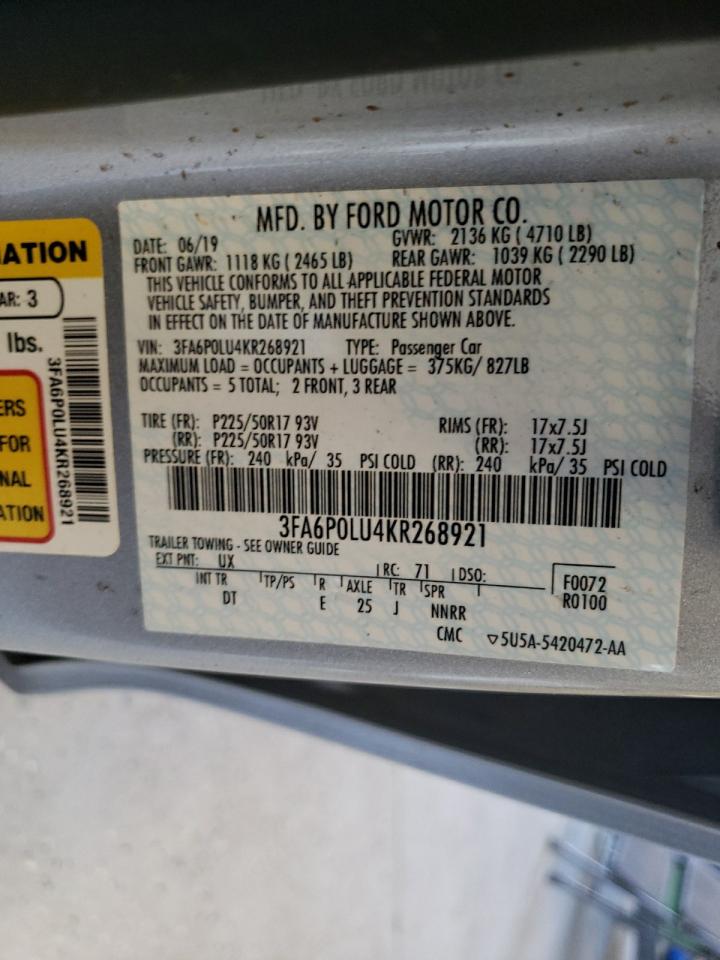 MFD. BY FORD MOTOR CO.
DATE: 06/19 GVWR: 2136 KG ( 4710 LB)
FRONT GAWR: 1118 KG ( 2465 LB) REAR GAWR: 1039 KG ( 2290 LB)
THIS VEHICLE CONFORMS TO ALL APPLICABLE FEDERAL MOTOR
VEHICLE SAFETY, BUMPER, AND THEFT PREVENTION STANDARDS
IN EFFECT ON THE DATE OF MANUFACTURE SHOWN ABOVE.
VIN: 3FA6P0LU4KR268921 TYPE: Passenger Car
MAXIMUM LOAD = OCCUPANTS + LUGGAGE = 375KG/ 827LB
OCCUPANTS = 5 TOTAL; 2 FRONT, 3 REAR
TIRE (FR): P225/50R17 93V RIMS (FR): 17x7.5J
(RR): P225/50R17 93V (RR): 17x7.5J
PRESSURE (FR): 240 kPa/ 35 PSI COLD (RR): 240 kPa/ 35 PSI COLD
3FA6P0LU4KR268921
TRAILER TOWING - SEE OWNER GUIDE
EXT PNT: UX RC: 71 DSO: F0072
INT TR TP/PS R AXLE TR SPR R0100
DT E 25 J NNRR
CMC ▽5U5A-5420472-AA
MATION
AR: 3
lbs.
ERS
FOR
NAL
ATION
3FA6P0LU4KR268921